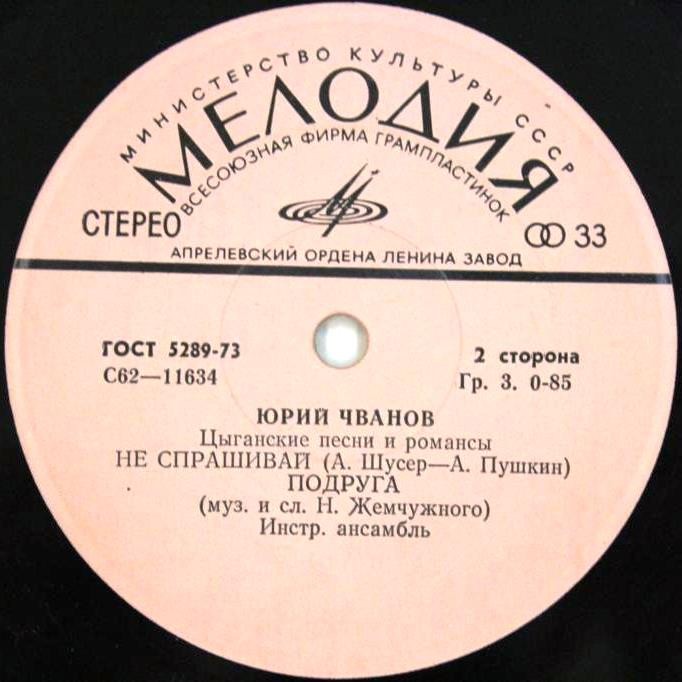 МИНИСТЕРСТВО КУЛЬТУРЫ СССР
МЕЛОДИЯ
ВСЕСОЮЗНАЯ ФИРМА ГРАМПЛАСТИНОК
СТЕРЕО
33
АПРЕЛЕВСКИЙ ОРДЕНА ЛЕНИНА ЗАВОД
ГОСТ 5289-73
2 сторона
С62—11634
Гр. 3. 0-85
ЮРИЙ ЧВАНОВ
Цыганские песни и романсы
НЕ СПРАШИВАЙ (А. Шусер—А. Пушкин)
ПОДРУГА
(муз. и сл. Н. Жемчужного)
Инстр. ансамбль